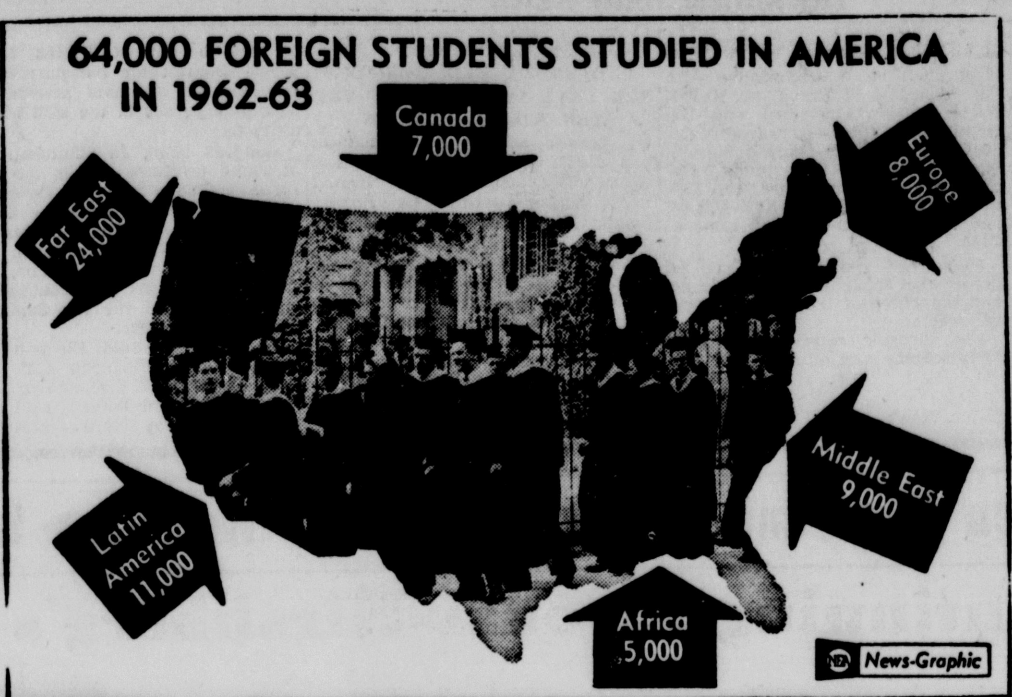 64,000 FOREIGN STUDENTS STUDIED IN AMERICA
IN 1962-63
Canada
7,000
Europe
8,000
Far East
24,000
Middle East
9,000
Latin
America
11,000
Africa
5,000
NEA
News-Graphic